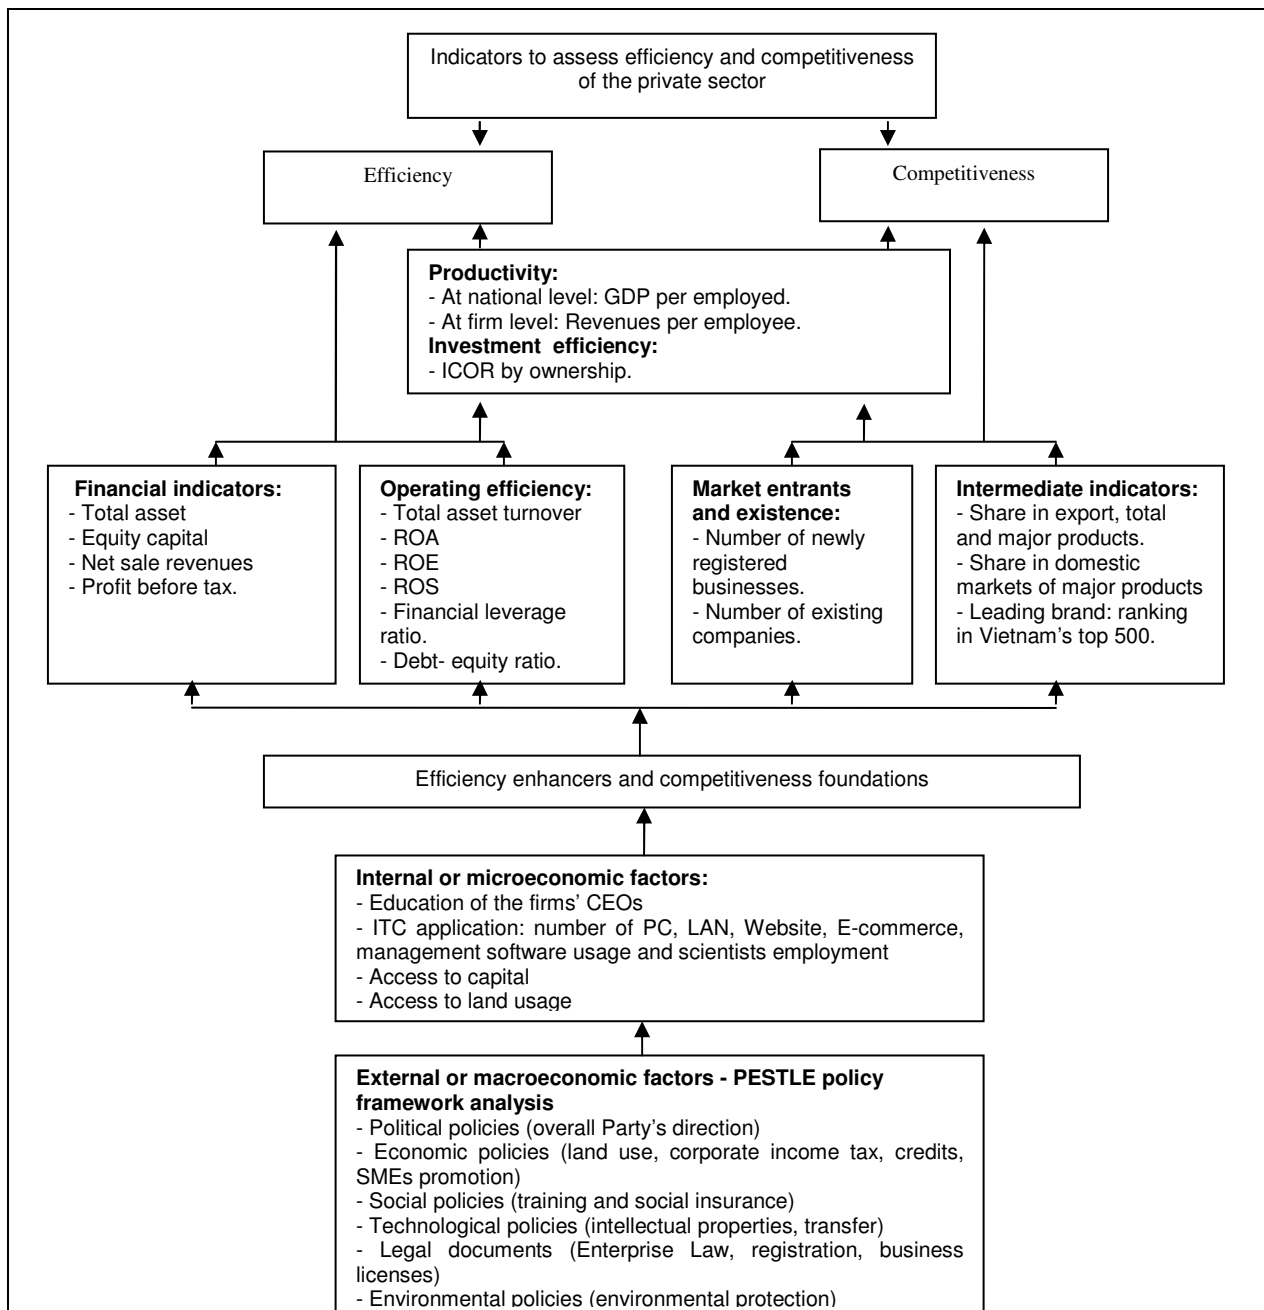 Indicators to assess efficiency and competitiveness
of the private sector
Efficiency
Competitiveness
Productivity:
- At national level: GDP per employed.
- At firm level: Revenues per employee.
Investment efficiency:
- ICOR by ownership.
Financial indicators:
- Total asset
- Equity capital
- Net sale revenues
- Profit before tax.
Operating efficiency:
- Total asset turnover
- ROA
- ROE
- ROS
- Financial leverage
ratio.
- Debt- equity ratio.
Market entrants
and existence:
- Number of newly
registered
businesses.
- Number of existing
companies.
Intermediate indicators:
- Share in export, total
and major products.
- Share in domestic
markets of major products
- Leading brand: ranking
in Vietnam's top 500.
Efficiency enhancers and competitiveness foundations
Internal or microeconomic factors:
- Education of the firms' CEOs
- ITC application: number of PC, LAN, Website, E-commerce,
management software usage and scientists employment
- Access to capital
- Access to land usage
External or macroeconomic factors - PESTLE policy
framework analysis
- Political policies (overall Party's direction)
- Economic policies (land use, corporate income tax, credits,
SMEs promotion)
- Social policies (training and social insurance)
- Technological policies (intellectual properties, transfer)
- Legal documents (Enterprise Law, registration, business
licenses)
- Environmental policies (environmental protection)